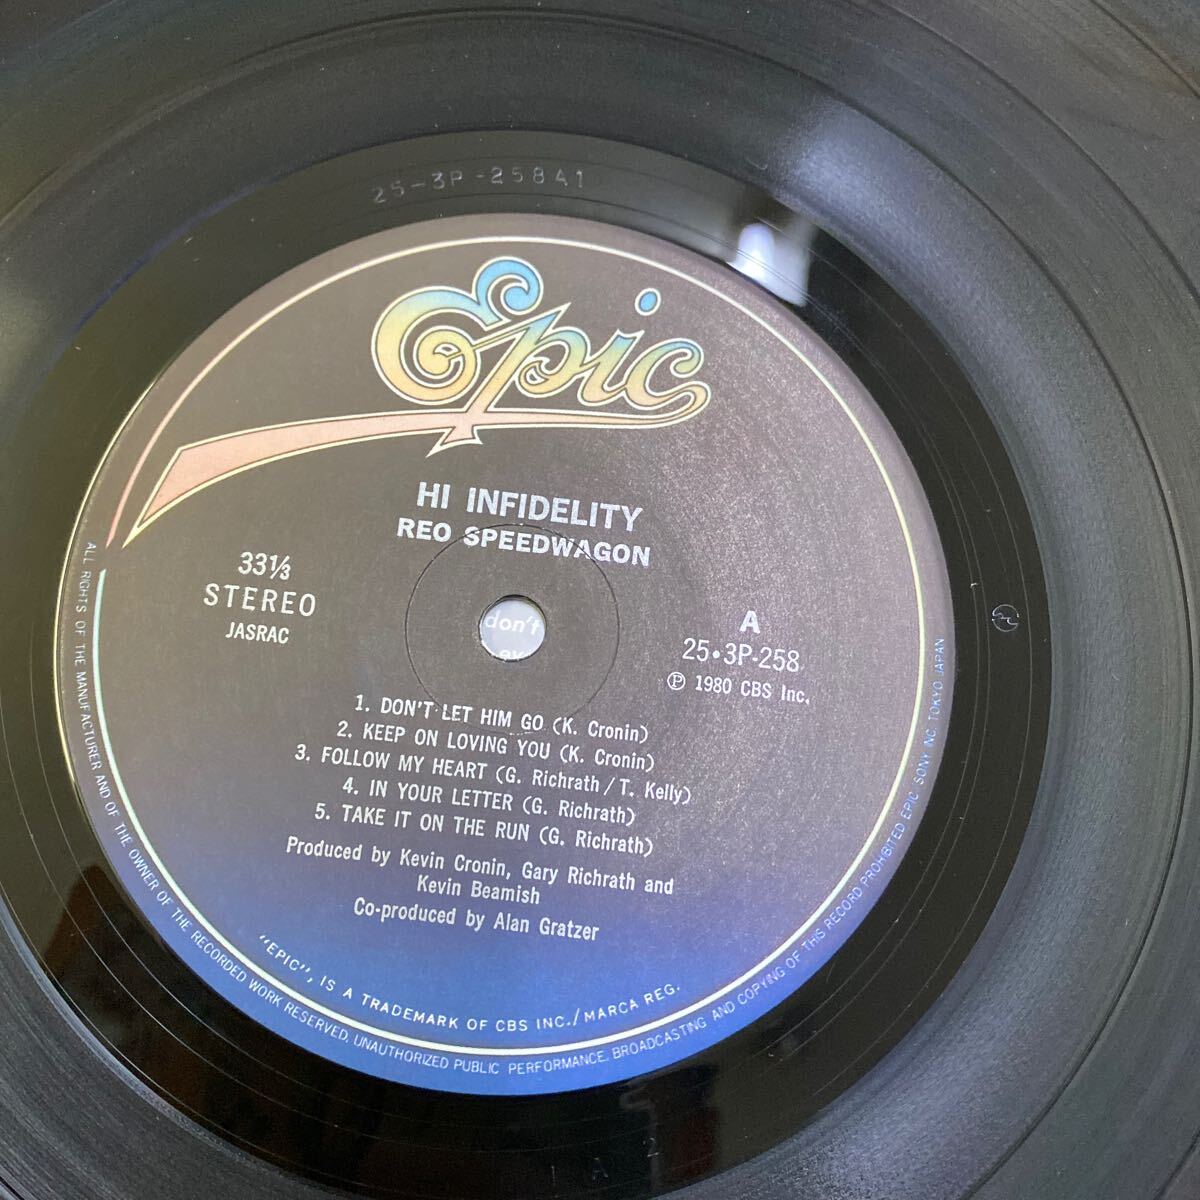 25-3P-258A1
Epic
HI INFIDELITY
REO SPEEDWAGON
33⅓
STEREO
JASRAC
don't
A
25・3P-258
Ⓟ 1980 CBS Inc.
1. DON'T LET HIM GO (K. Cronin)
2. KEEP ON LOVING YOU (K. Cronin)
3. FOLLOW MY HEART (G. Richrath / T. Kelly)
4. IN YOUR LETTER (G. Richrath)
5. TAKE IT ON THE RUN (G. Richrath)
Produced by Kevin Cronin, Gary Richrath and
Kevin Beamish
Co-produced by Alan Gratzer
"EPIC", IS A TRADEMARK OF CBS INC./MARCA REG.
ALL RIGHTS OF THE MANUFACTURER AND OF THE OWNER OF THE RECORDED WORK RESERVED. UNAUTHORIZED PUBLIC PERFORMANCE. BROADCASTING AND COPYING OF THIS RECORD PROHIBITED EPIC SONY INC. TOKYO JAPAN
1 A 2